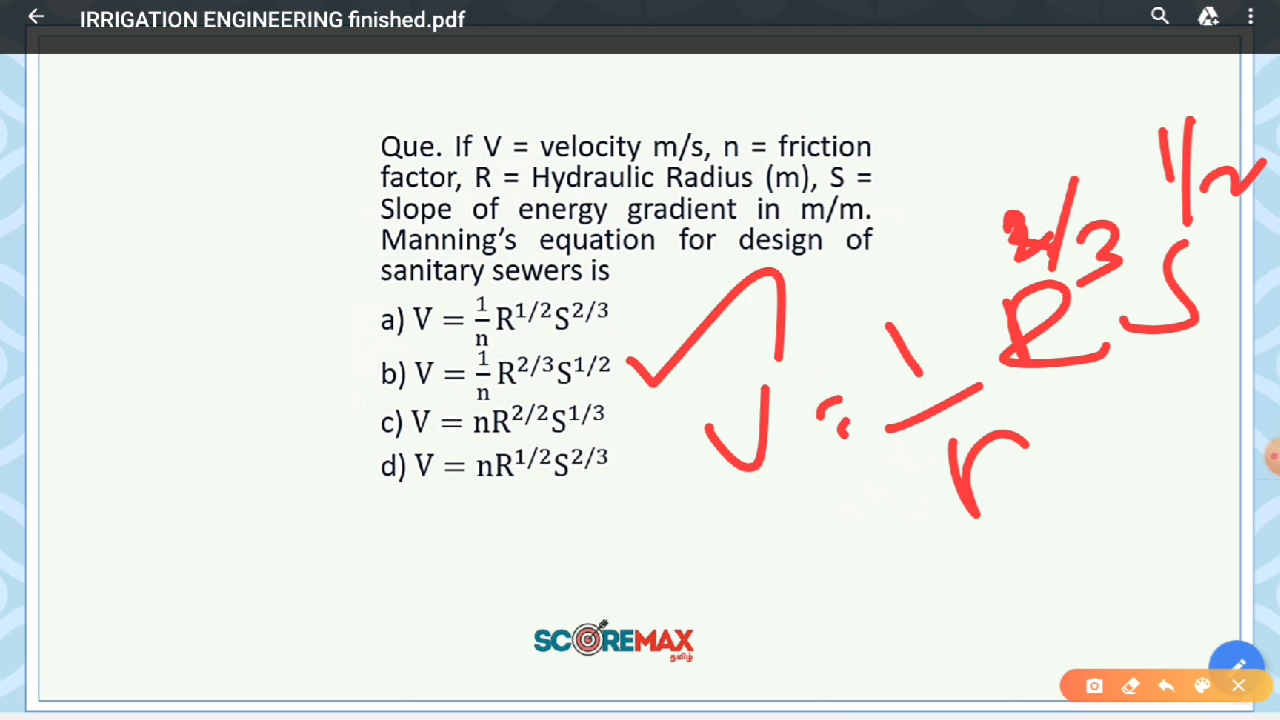 IRRIGATION ENGINEERING finished.pdf
Que. If V = velocity m/s, n = friction
factor, R = Hydraulic Radius (m), S =
Slope of energy gradient in m/m.
Manning's equation for design of
sanitary sewers is
a) V = 1/n R^1/2 S^2/3
b) V = 1/n R^2/3 S^1/2
c) V = nR^2/2 S^1/3
d) V = nR^1/2 S^2/3
V = 1/n R^2/3 S^1/2
SCOREMAX
தமிழ்